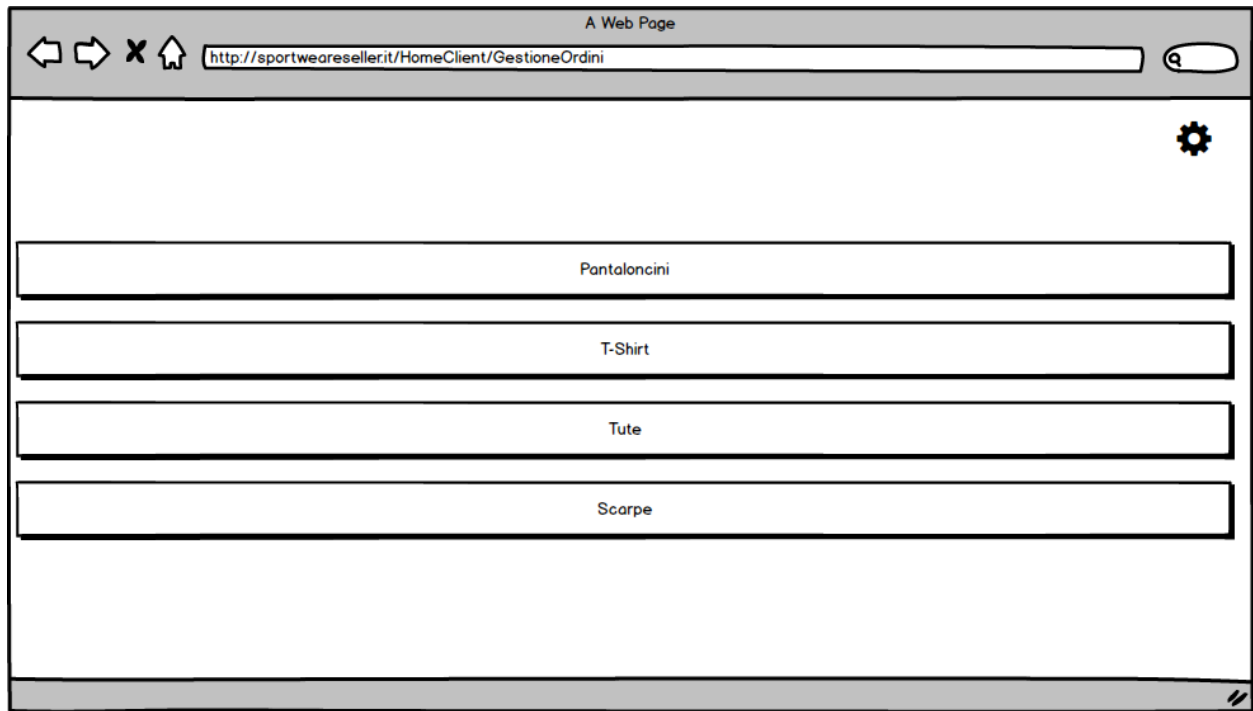 A Web Page
http://sportweareseller.it/HomeClient/GestioneOrdini
Pantaloncini
T-Shirt
Tute
Scarpe